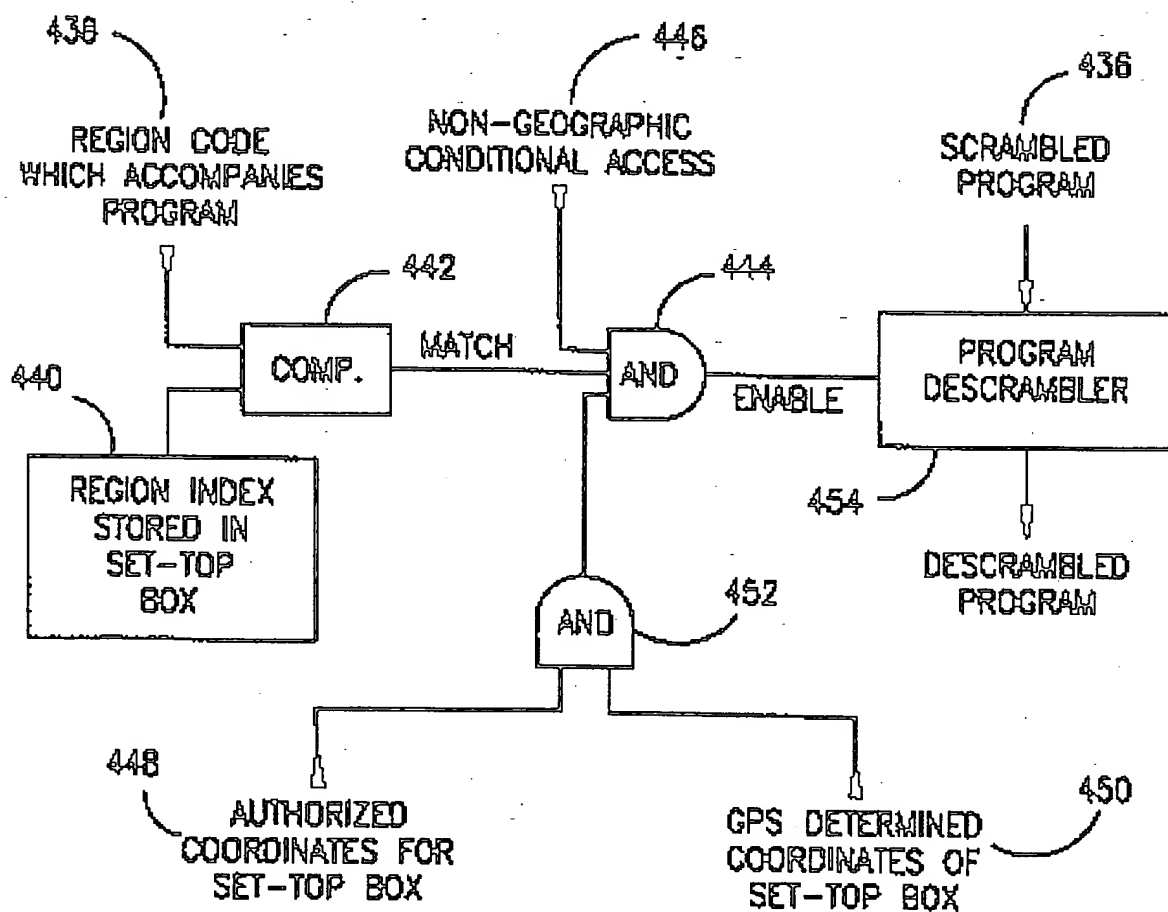 438
REGION CODE
WHICH ACCOMPANIES
PROGRAM
446
NON-GEOGRAPHIC
CONDITIONAL ACCESS
436
SCRAMBLED
PROGRAM
442
COMP.
MATCH
444
AND
ENABLE
PROGRAM
DESCRAMBLER
454
DESCRAMBLED
PROGRAM
440
REGION INDEX
STORED IN
SET-TOP
BOX
AND
452
448
AUTHORIZED
COORDINATES FOR
SET-TOP BOX
GPS DETERMINED
COORDINATES OF
SET-TOP BOX
450